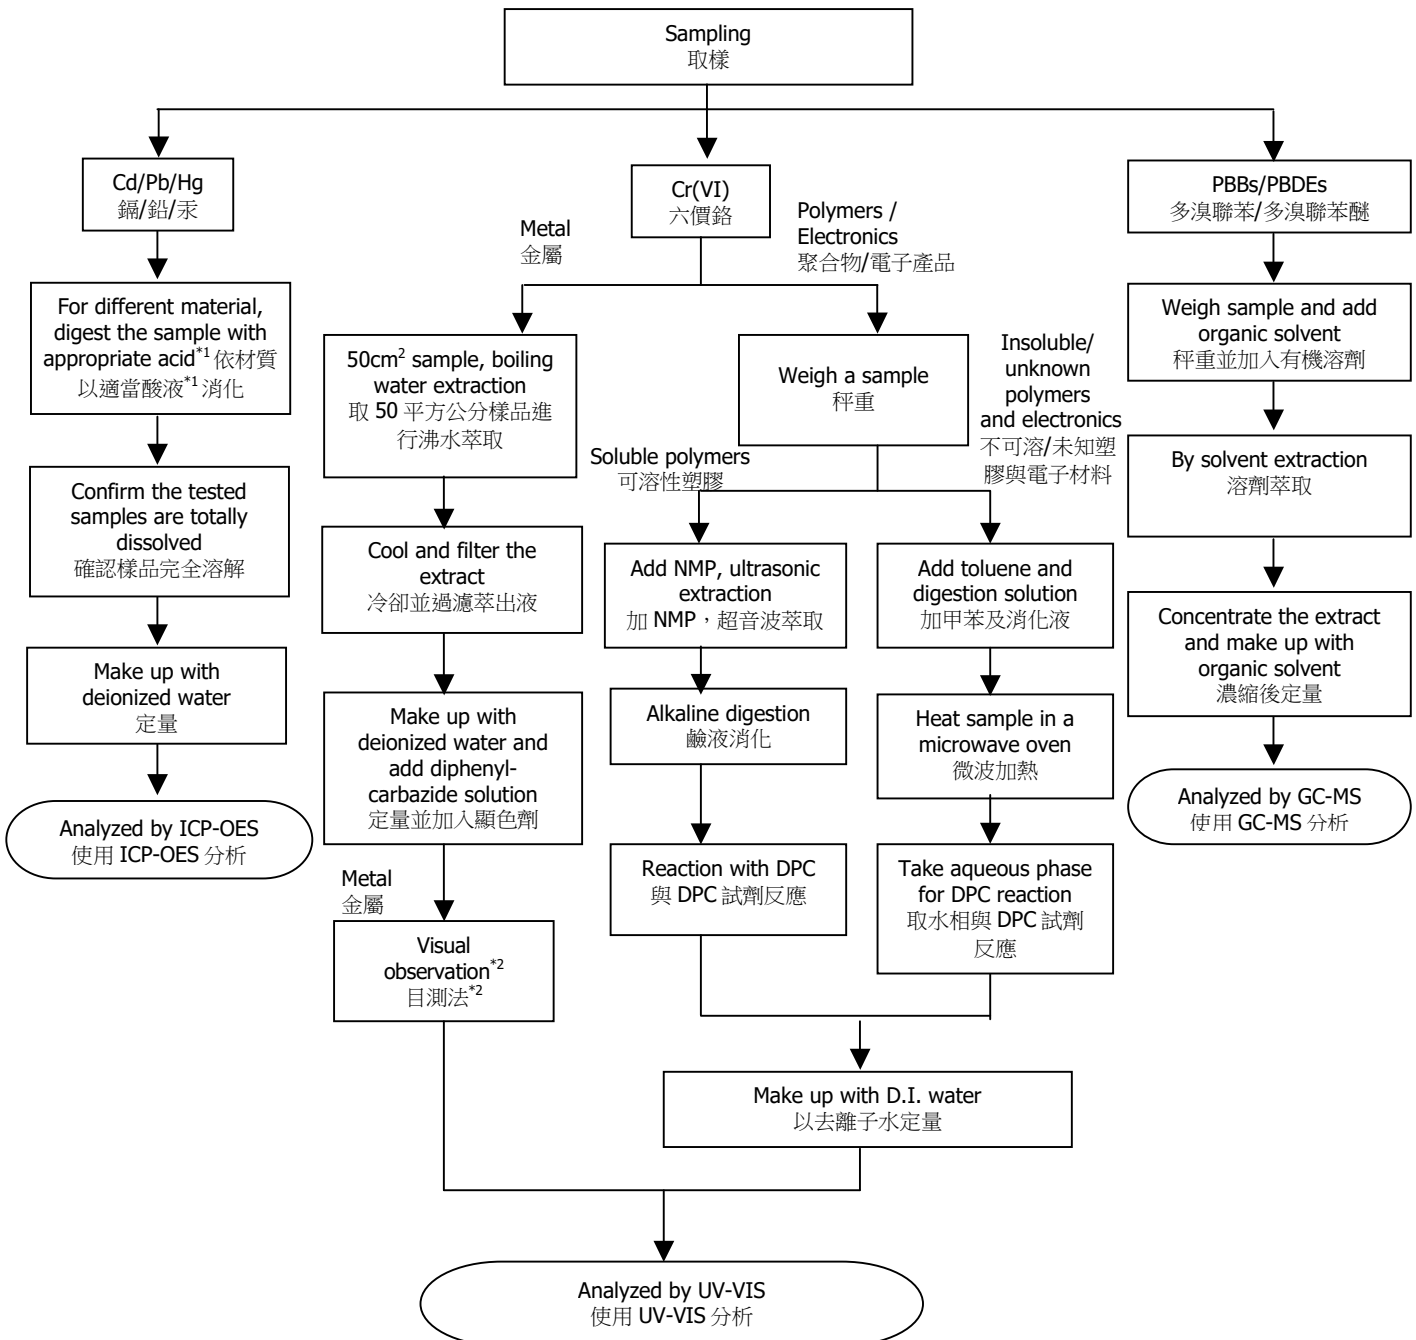 Sampling
取樣
Cd/Pb/Hg
鎘/鉛/汞
Cr(VI)
六價鉻
PBBs/PBDEs
多溴聯苯/多溴聯苯醚
Metal
金屬
Polymers /
Electronics
聚合物/電子產品
For different material,
digest the sample with
appropriate acid*1 依材質
以適當酸液*1 消化
50cm2 sample, boiling
water extraction
取 50 平方公分樣品進
行沸水萃取
Weigh a sample
秤重
Insoluble/
unknown
polymers
and electronics
不可溶/未知塑
膠與電子材料
Weigh sample and add
organic solvent
秤重並加入有機溶劑
Soluble polymers
可溶性塑膠
By solvent extraction
溶劑萃取
Confirm the tested
samples are totally
dissolved
確認樣品完全溶解
Cool and filter the
extract
冷卻並過濾萃出液
Add NMP, ultrasonic
extraction
加 NMP，超音波萃取
Add toluene and
digestion solution
加甲苯及消化液
Concentrate the extract
and make up with
organic solvent
濃縮後定量
Make up with
deionized water
定量
Make up with
deionized water and
add diphenyl-
carbazide solution
定量並加入顯色劑
Alkaline digestion
鹼液消化
Heat sample in a
microwave oven
微波加熱
Analyzed by GC-MS
使用 GC-MS 分析
Analyzed by ICP-OES
使用 ICP-OES 分析
Metal
金屬
Reaction with DPC
與 DPC 試劑反應
Take aqueous phase
for DPC reaction
取水相與 DPC 試劑
反應
Visual
observation*2
目測法*2
Make up with D.I. water
以去離子水定量
Analyzed by UV-VIS
使用 UV-VIS 分析